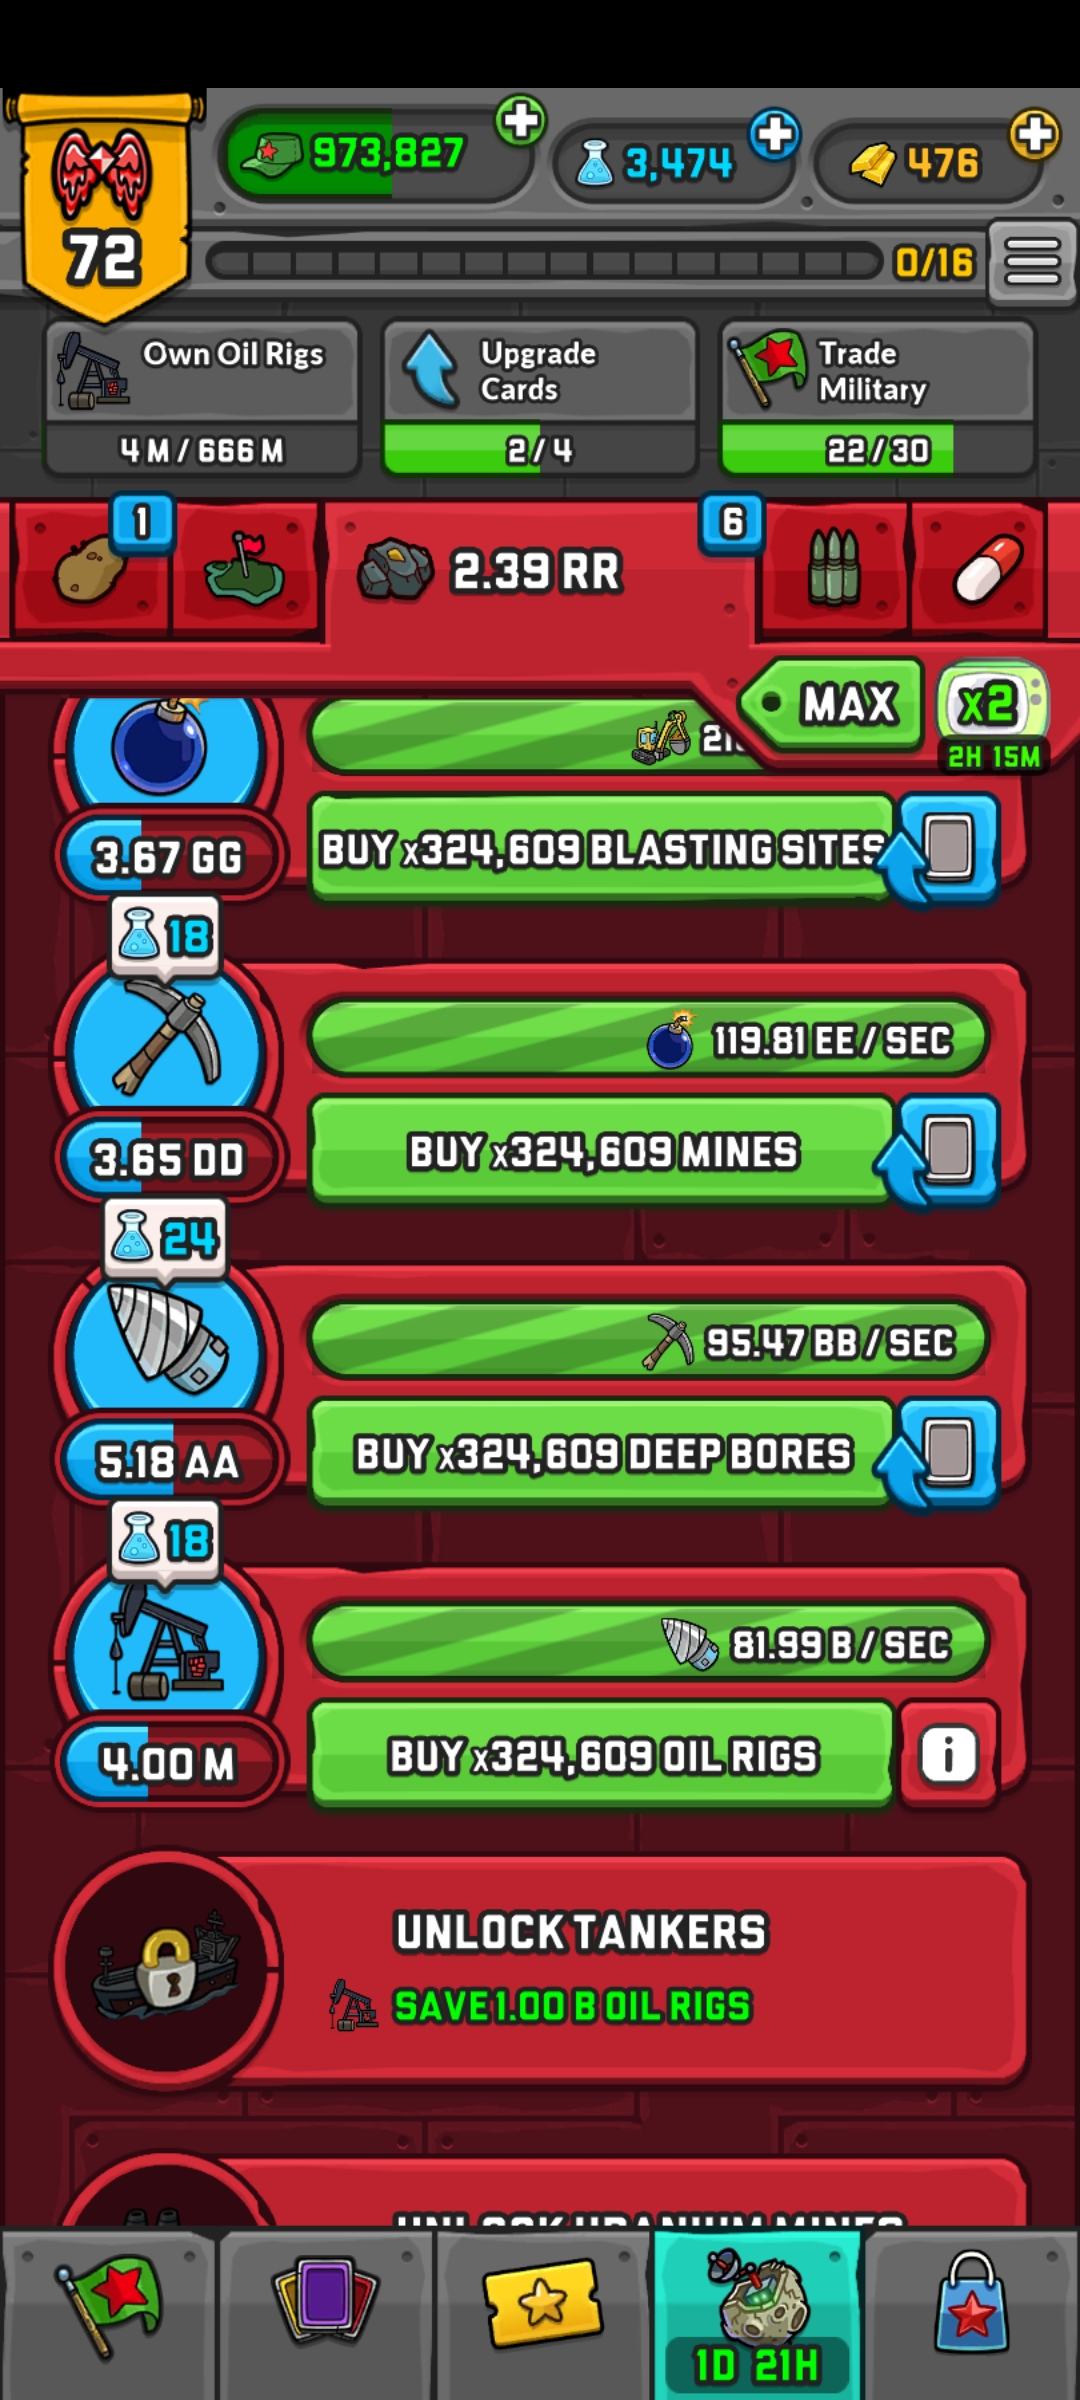 973,827
3,474
476
72
0/16
Own Oil Rigs
4 M / 666 M
Upgrade
Cards
2 / 4
Trade
Military
22 / 30
1
2.39 RR
6
MAX
x2
2H 15M
3.67 GG
BUY x324,609 BLASTING SITES
18
119.81 EE / SEC
3.65 DD
BUY x324,609 MINES
24
95.47 BB / SEC
5.18 AA
BUY x324,609 DEEP BORES
18
81.99 B / SEC
4.00 M
BUY x324,609 OIL RIGS
i
UNLOCK TANKERS
SAVE 1.00 B OIL RIGS
UNLOCK URANIUM MINES
1D 21H